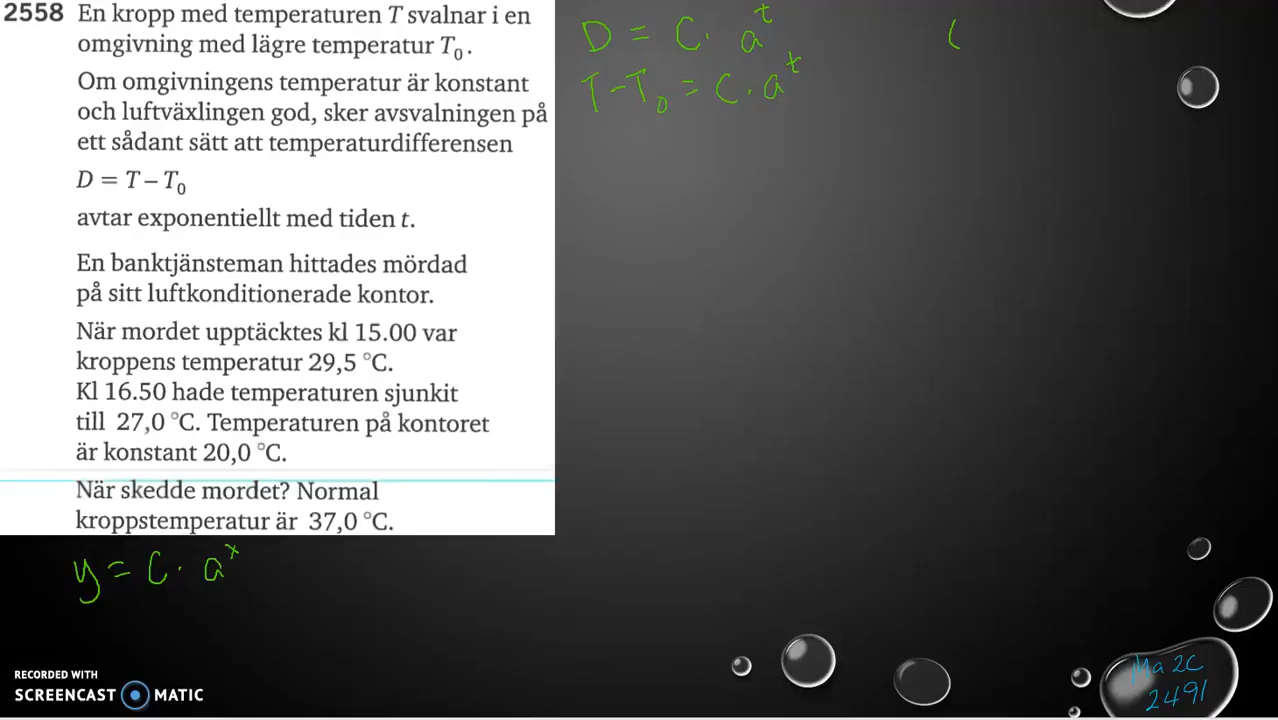 2558 En kropp med temperaturen T svalnar i en
omgivning med lägre temperatur T₀.
Om omgivningens temperatur är konstant
och luftväxlingen god, sker avsvalningen på
ett sådant sätt att temperaturdifferensen
D = T – T₀
avtar exponentiellt med tiden t.
En banktjänsteman hittades mördad
på sitt luftkonditionerade kontor.
När mordet upptäcktes kl 15.00 var
kroppens temperatur 29,5 °C.
Kl 16.50 hade temperaturen sjunkit
till 27,0 °C. Temperaturen på kontoret
är konstant 20,0 °C.
När skedde mordet? Normal
kroppstemperatur är 37,0 °C.
y = C · a^x
D = C · a^t
(
T – T₀ = C · a^t
RECORDED WITH
SCREENCAST MATIC
Ma 2C
2491